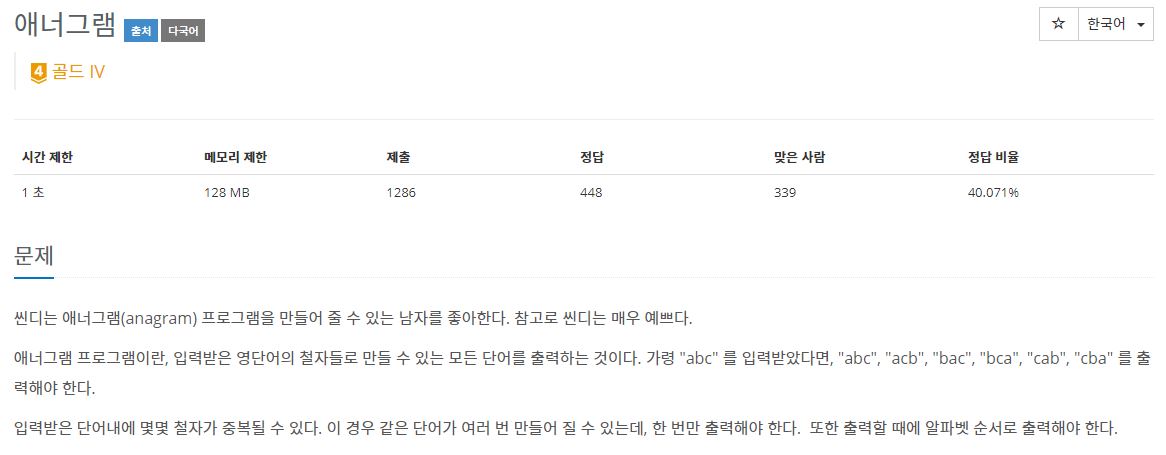 애너그램 출처 다국어
☆ 한국어
4 골드 IV
시간 제한 메모리 제한 제출 정답 맞은 사람 정답 비율
1 초 128 MB 1286 448 339 40.071%
문제
씬디는 애너그램(anagram) 프로그램을 만들어 줄 수 있는 남자를 좋아한다. 참고로 씬디는 매우 예쁘다.
애너그램 프로그램이란, 입력받은 영단어의 철자들로 만들 수 있는 모든 단어를 출력하는 것이다. 가령 "abc" 를 입력받았다면, "abc", "acb", "bac", "bca", "cab", "cba" 를 출
력해야 한다.
입력받은 단어내에 몇몇 철자가 중복될 수 있다. 이 경우 같은 단어가 여러 번 만들어 질 수 있는데, 한 번만 출력해야 한다. 또한 출력할 때에 알파벳 순서로 출력해야 한다.